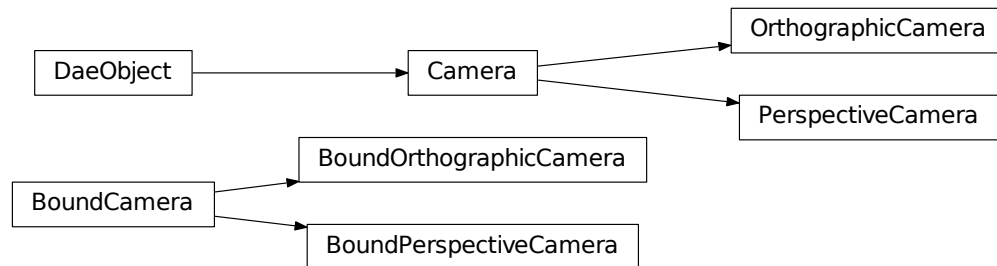 OrthographicCamera
DaeObject
Camera
PerspectiveCamera
BoundOrthographicCamera
BoundCamera
BoundPerspectiveCamera